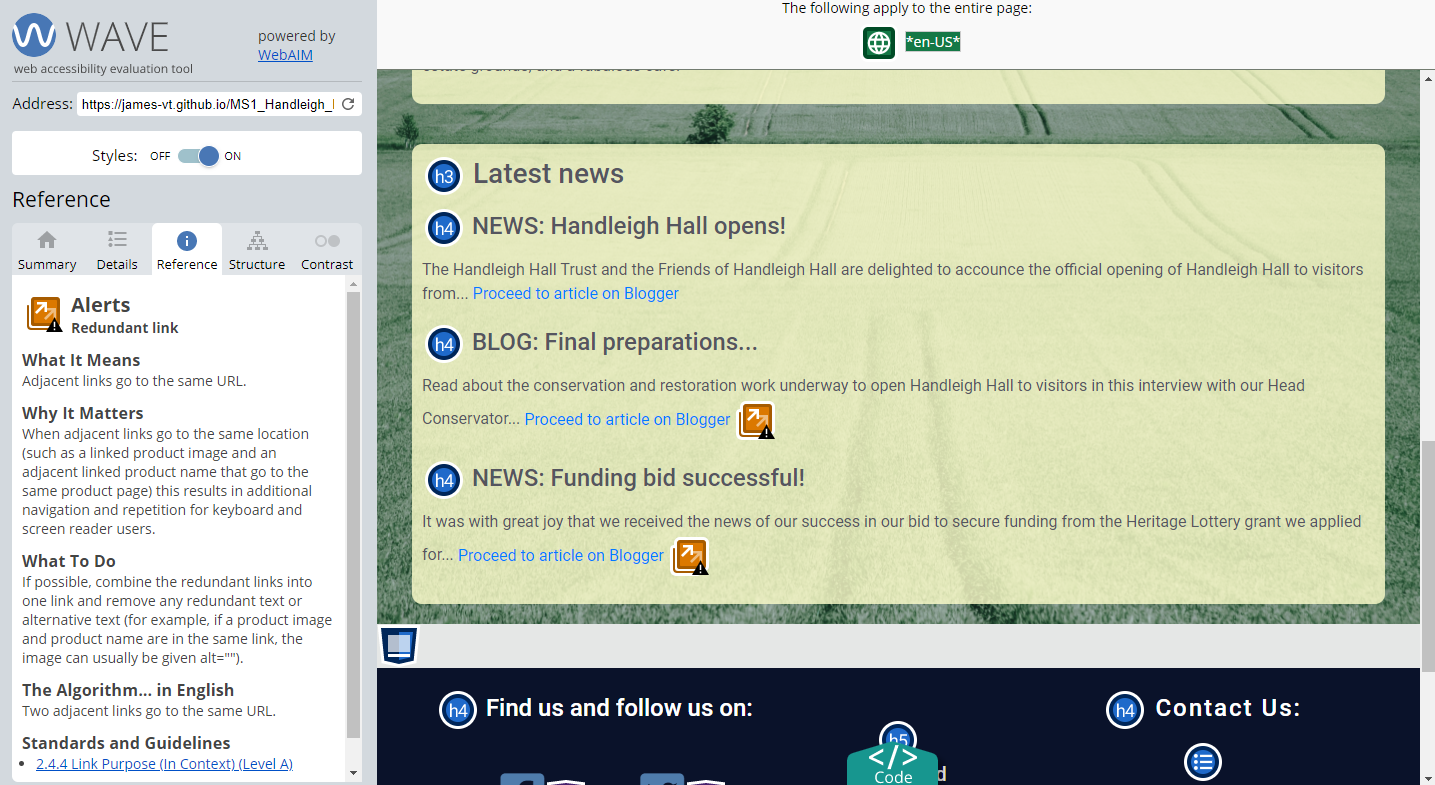 WAVE
powered by
WebAIM
web accessibility evaluation tool
Address: https://james-vt.github.io/MS1_Handleigh_
Styles: OFF ON
Reference
Summary Details Reference Structure Contrast
Alerts
Redundant link
What It Means
Adjacent links go to the same URL.
Why It Matters
When adjacent links go to the same location
(such as a linked product image and an
adjacent linked product name that go to the
same product page) this results in additional
navigation and repetition for keyboard and
screen reader users.
What To Do
If possible, combine the redundant links into
one link and remove any redundant text or
alternative text (for example, if a product image
and product name are in the same link, the
image can usually be given alt="").
The Algorithm... in English
Two adjacent links go to the same URL.
Standards and Guidelines
• 2.4.4 Link Purpose (In Context) (Level A)
The following apply to the entire page:
*en-US*
estate grounds, and a fabulous café.
h3 Latest news
h4 NEWS: Handleigh Hall opens!
The Handleigh Hall Trust and the Friends of Handleigh Hall are delighted to accounce the official opening of Handleigh Hall to visitors
from... Proceed to article on Blogger
h4 BLOG: Final preparations...
Read about the conservation and restoration work underway to open Handleigh Hall to visitors in this interview with our Head
Conservator... Proceed to article on Blogger
h4 NEWS: Funding bid successful!
It was with great joy that we received the news of our success in our bid to secure funding from the Heritage Lottery grant we applied
for... Proceed to article on Blogger
h4 Find us and follow us on:
h5
</> Code
h4 Contact Us: